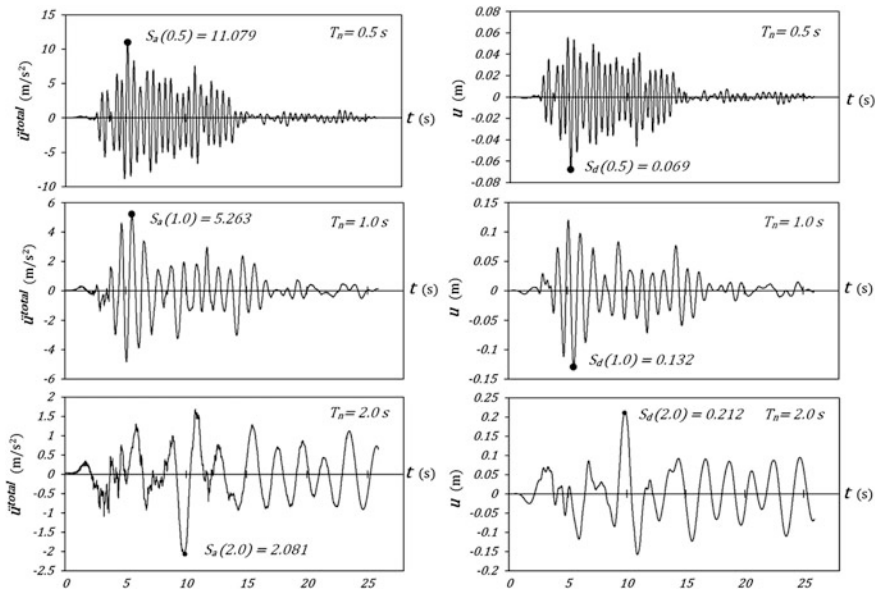 15
10
5
0
-5
-10
ü^total (m/s²)
Sₐ(0.5) = 11.079
Tₙ = 0.5 s
t (s)
0.08
0.06
0.04
0.02
0
-0.02
-0.04
-0.06
-0.08
u (m)
Tₙ = 0.5 s
S_d(0.5) = 0.069
t (s)
6
4
2
0
-2
-4
-6
ü^total (m/s²)
Sₐ(1.0) = 5.263
Tₙ = 1.0 s
t (s)
0.15
0.1
0.05
0
-0.05
-0.1
-0.15
u (m)
Tₙ = 1.0 s
S_d(1.0) = 0.132
t (s)
2
1.5
1
0.5
0
-0.5
-1
-1.5
-2
-2.5
ü^total (m/s²)
Tₙ = 2.0 s
Sₐ(2.0) = 2.081
t (s)
0 5 10 15 20 25
0.25
0.2
0.15
0.1
0.05
0
-0.05
-0.1
-0.15
-0.2
u (m)
S_d(2.0) = 0.212
Tₙ = 2.0 s
t (s)
0 5 10 15 20 25